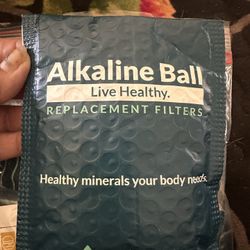 Alkaline Ball
Live Healthy.
REPLACEMENT FILTERS
Healthy minerals your body needs.